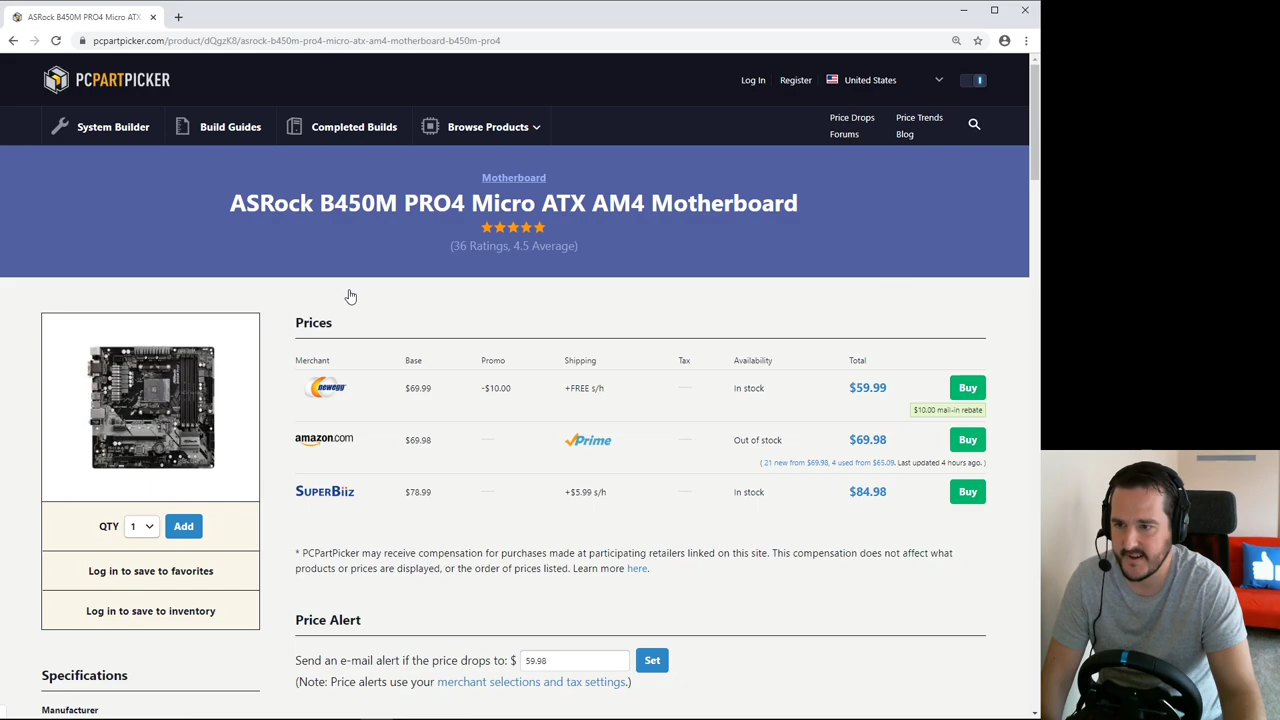 ASRock B450M PRO4 Micro ATX
pcpartpicker.com/product/dQgzK8/asrock-b450m-pro4-micro-atx-am4-motherboard-b450m-pro4
PCPARTPICKER
Log In Register United States
System Builder Build Guides Completed Builds Browse Products
Price Drops Price Trends
Forums Blog
Motherboard
ASRock B450M PRO4 Micro ATX AM4 Motherboard
(36 Ratings, 4.5 Average)
Prices
Merchant Base Promo Shipping Tax Availability Total
newegg $69.99 -$10.00 +FREE s/h In stock $59.99 Buy
$10.00 mail-in rebate
amazon.com $69.98 Prime Out of stock $69.98 Buy
( 21 new from $69.98, 4 used from $65.09. Last updated 4 hours ago. )
SUPERBiiz $78.99 +$5.99 s/h In stock $84.98 Buy
QTY 1 Add
Log in to save to favorites
Log in to save to inventory
* PCPartPicker may receive compensation for purchases made at participating retailers linked on this site. This compensation does not affect what
products or prices are displayed, or the order of prices listed. Learn more here.
Price Alert
Send an e-mail alert if the price drops to: $ 59.98 Set
(Note: Price alerts use your merchant selections and tax settings.)
Specifications
Manufacturer